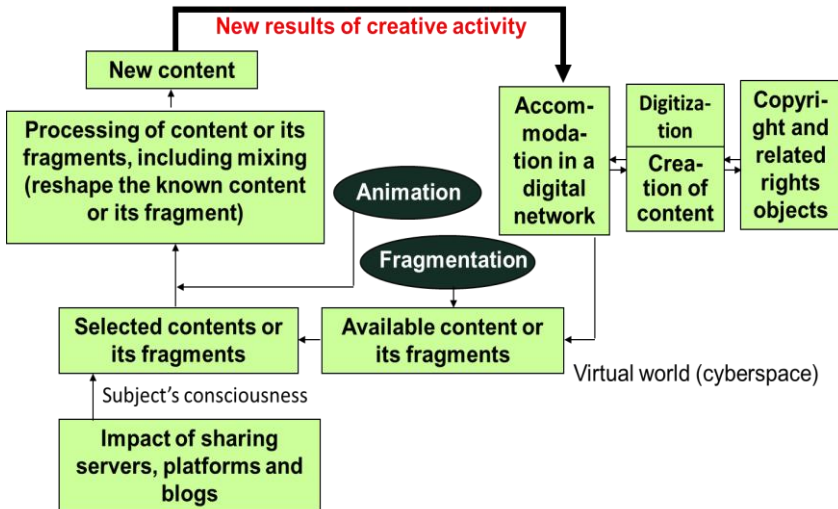 New results of creative activity
New content
Processing of content or its
fragments, including mixing
(reshape the known content
or its fragment)
Animation
Fragmentation
Accom-
moda-
tion in a
digital
network
Digitiza-
tion
Crea-
tion of
content
Copyri-
ght and
related
rights
objects
Selected contents or
its fragments
Available content or
its fragments
Virtual world (cyberspace)
Subject's consciousness
Impact of sharing
servers, platforms and
blogs